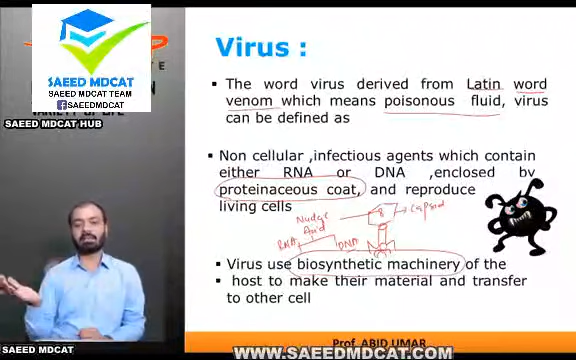 SAEED MDCAT
SAEED MDCAT TEAM
SAEEDMDCAT
SAEED MDCAT HUB
Virus :
The word virus derived from Latin word
venom which means poisonous fluid, virus
can be defined as
Non cellular ,infectious agents which contain
either RNA or DNA ,enclosed by
proteinaceous coat, and reproduce
living cells
Capsid
Acid
RNA
DNA
Virus use biosynthetic machinery of the
host to make their material and transfer
to other cell
Prof. ABID UMAR
SAEED MDCAT
WWW.SAEEDMDCAT.COM